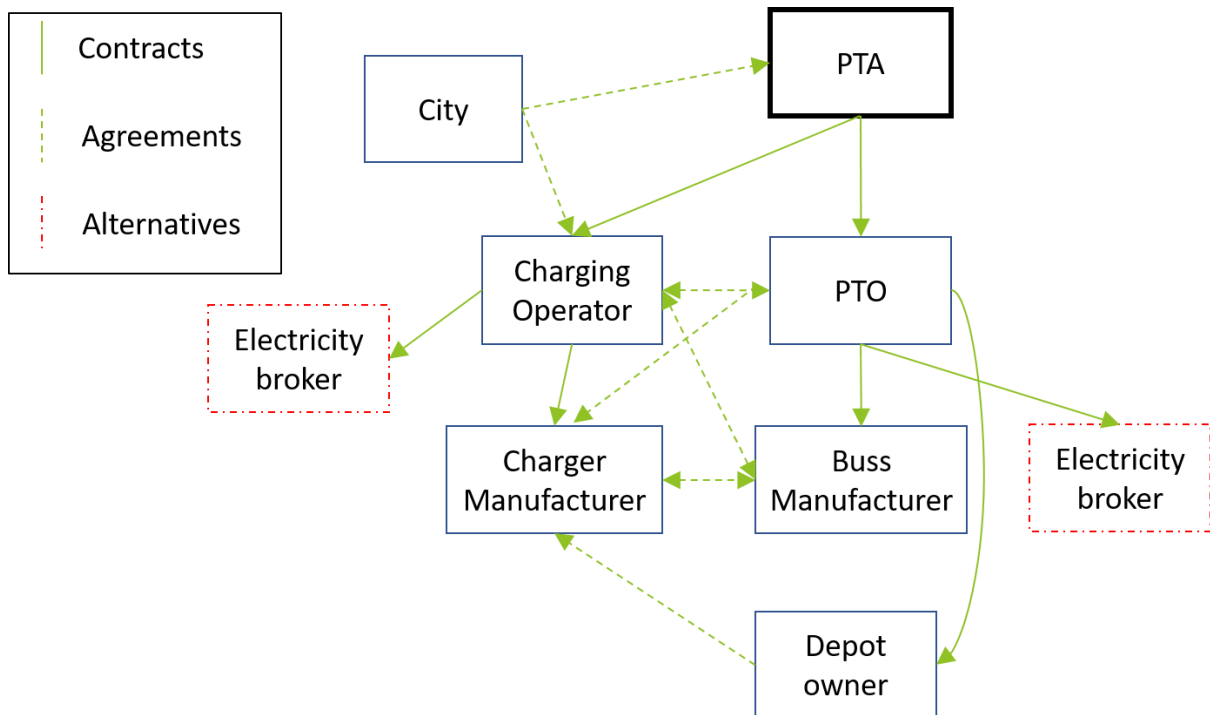 Contracts
Agreements
Alternatives
City
PTA
Charging
Operator
PTO
Electricity
broker
Charger
Manufacturer
Buss
Manufacturer
Electricity
broker
Depot
owner